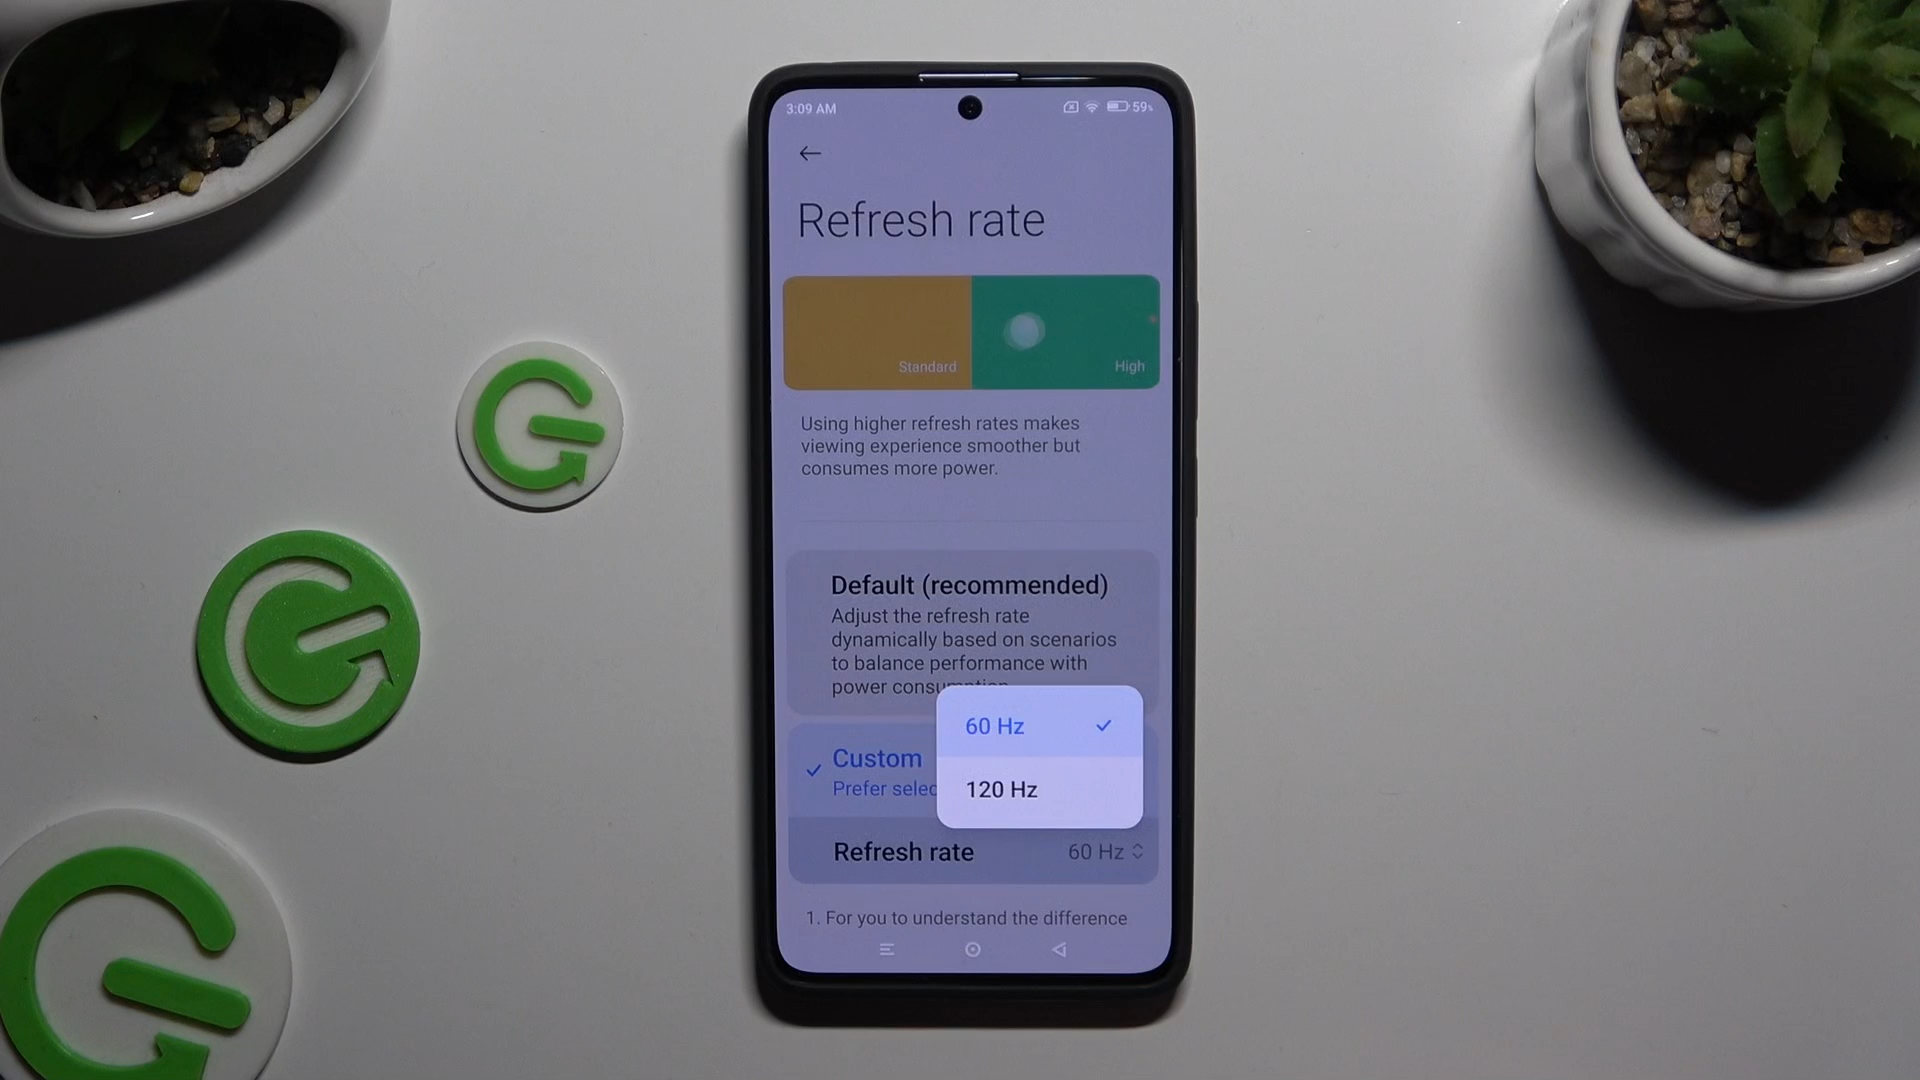 3:09 AM
59%
Refresh rate
Standard
High
Using higher refresh rates makes
viewing experience smoother but
consumes more power.
Default (recommended)
Adjust the refresh rate
dynamically based on scenarios
to balance performance with
power consumption.
60 Hz
120 Hz
Custom
Prefer selec
Refresh rate
60 Hz
1. For you to understand the difference